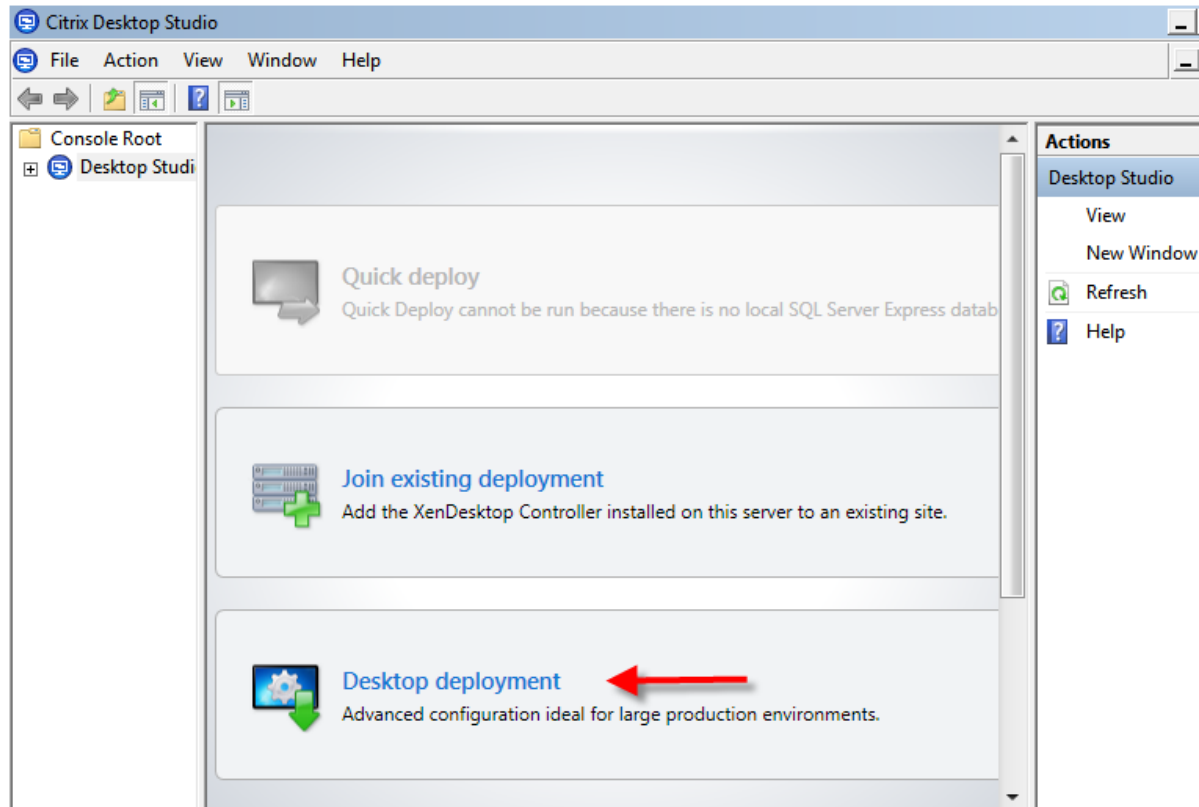 Citrix Desktop Studio
File Action View Window Help
Console Root
Desktop Studi
Quick deploy
Quick Deploy cannot be run because there is no local SQL Server Express datab
Join existing deployment
Add the XenDesktop Controller installed on this server to an existing site.
Desktop deployment
Advanced configuration ideal for large production environments.
Actions
Desktop Studio
View
New Window
Refresh
Help